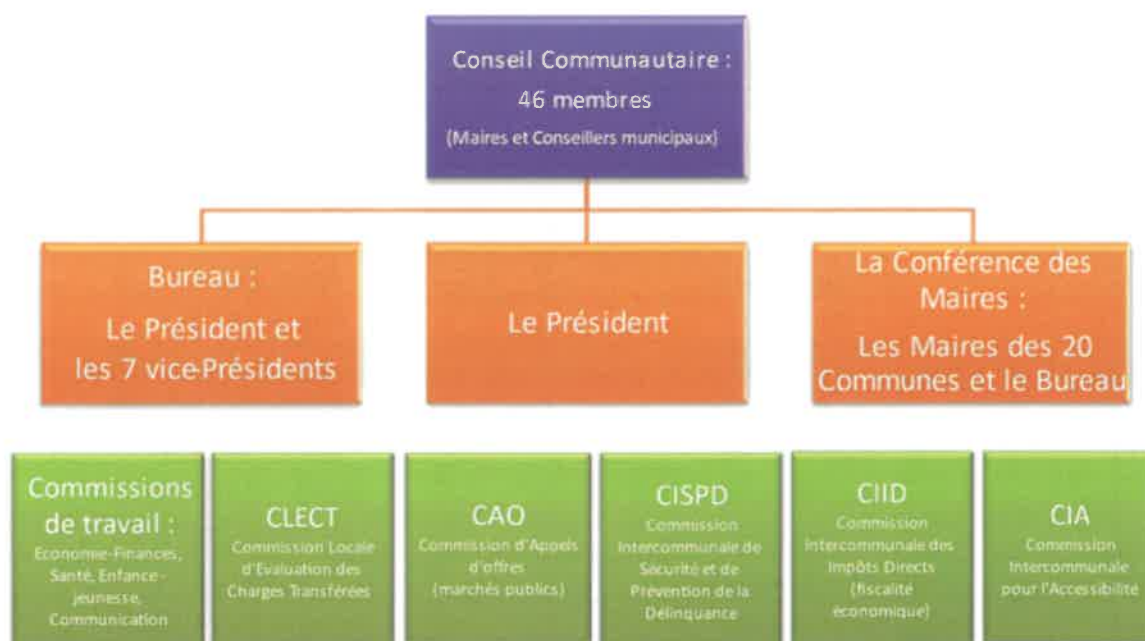 Conseil Communautaire :
46 membres
(Maires et Conseillers municipaux)
Bureau :
Le Président et
les 7 vice-Présidents
Le Président
La Conférence des
Maires :
Les Maires des 20
Communes et le Bureau
Commissions
de travail :
Economie-Finances,
Santé, Enfance -
jeunesse,
Communication
CLECT
Commission Locale
d'Evaluation des
Charges Transférées
CAO
Commission d'Appels
d'offres
(marchés publics)
CISPD
Commission
Intercommunale de
Sécurité et de
Prévention de la
Délinquance
CIID
Commission
Intercommunale des
Impôts Directs
(fiscalité
économique)
CIA
Commission
Intercommunale
pour l'Accessibilité